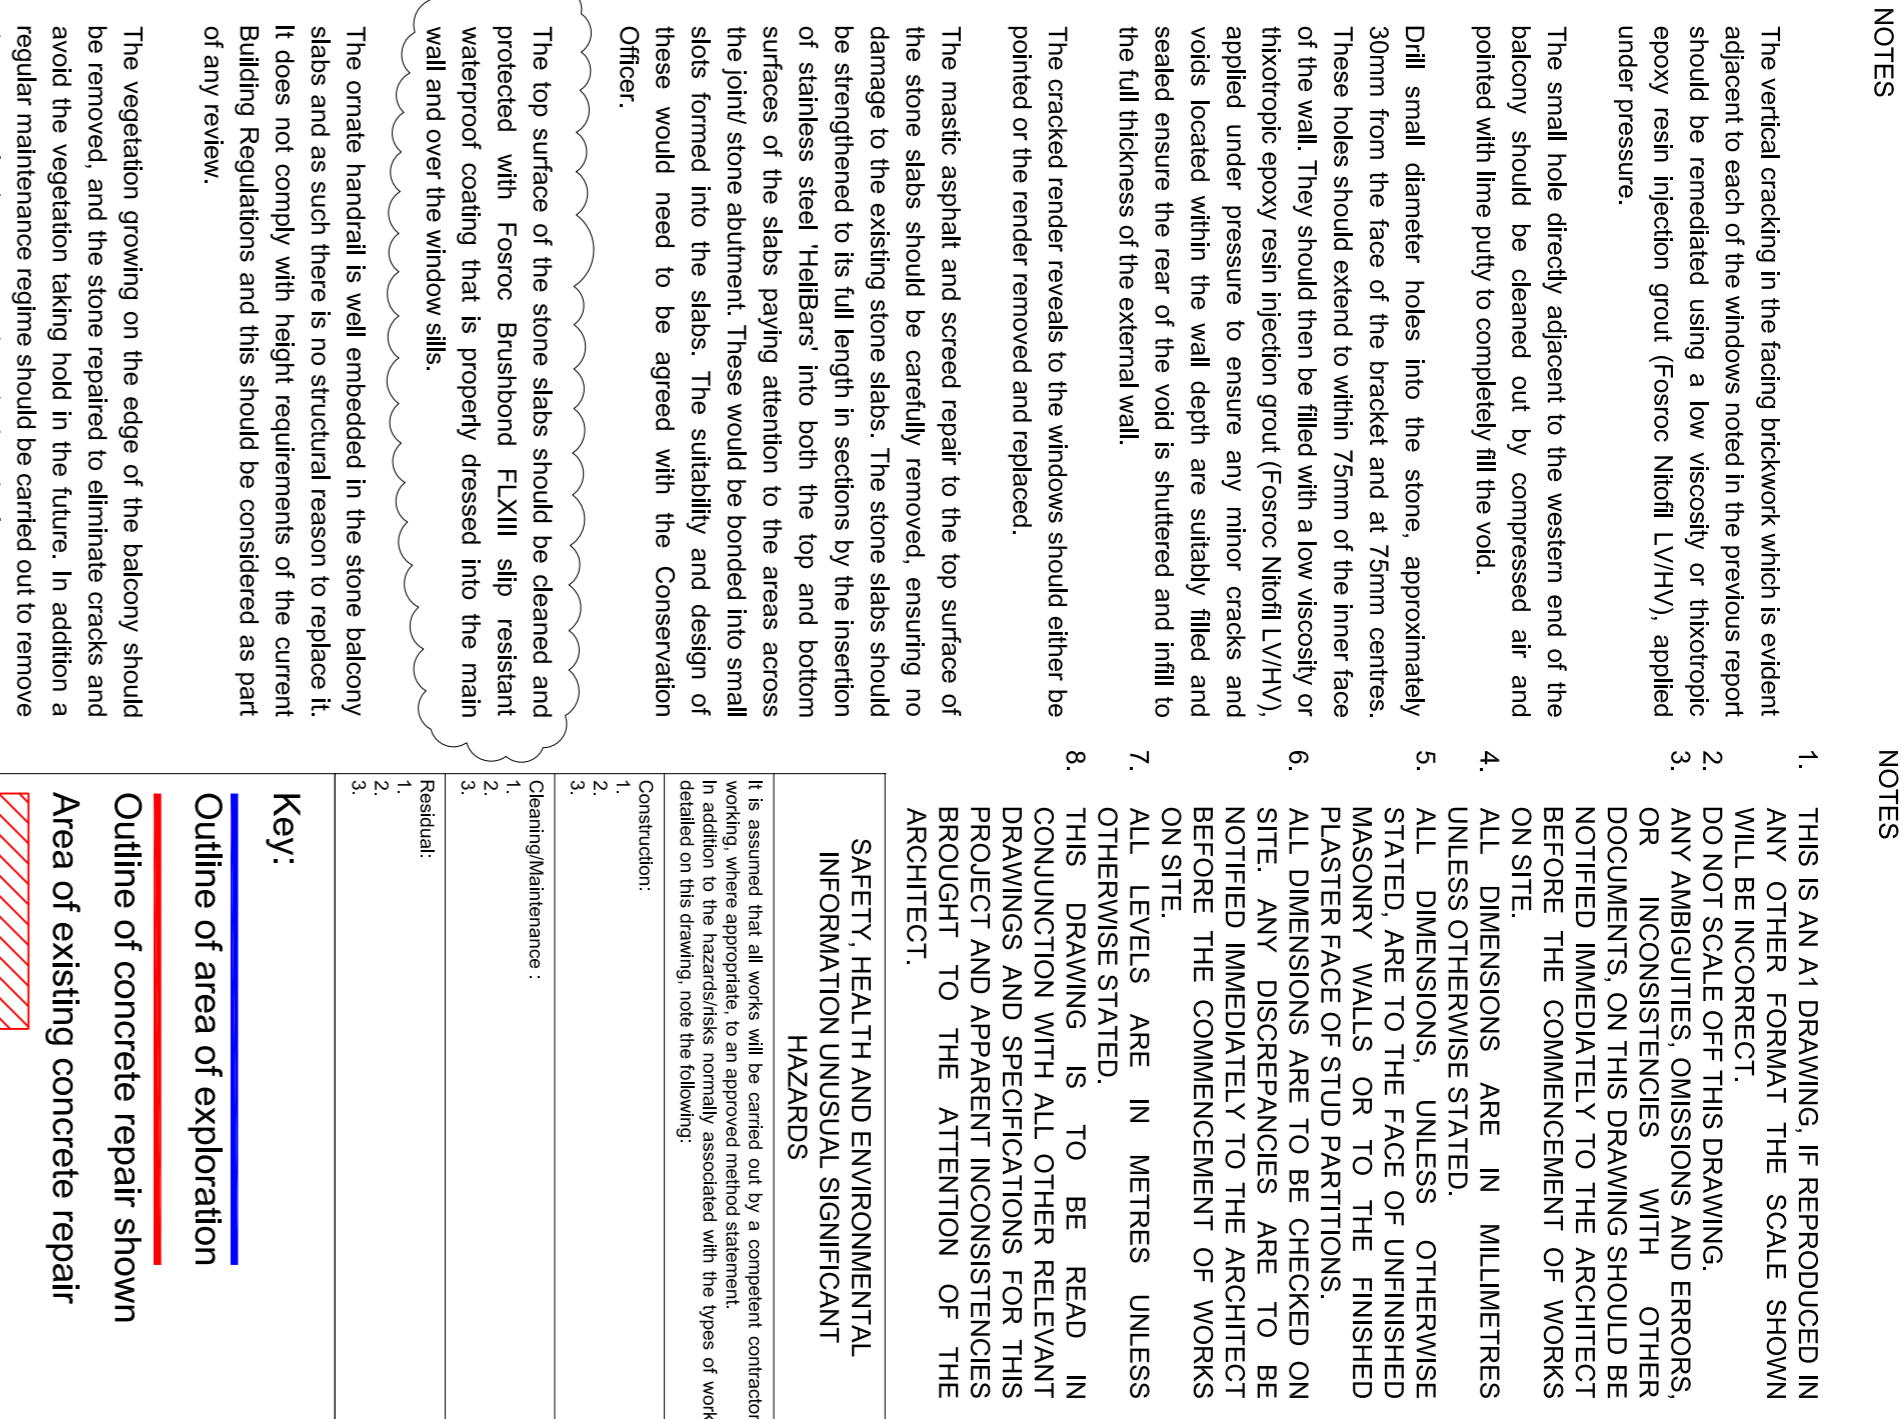 NOTES
The vertical cracking in the facing brickwork which is evident
adjacent to each of the windows noted in the previous report
should be remediated using a low viscosity or thixotropic
epoxy resin injection grout (Fosroc Nitofil LV/HV), applied
under pressure.
The small hole directly adjacent to the western end of the
balcony should be cleaned out by compressed air and
pointed with lime putty to completely fill the void.
Drill small diameter holes into the stone, approximately
30mm from the face of the bracket and at 75mm centres.
These holes should extend to within 75mm of the inner face
of the wall. They should then be filled with a low viscosity or
thixotropic epoxy resin injection grout (Fosroc Nitofil LV/HV),
applied under pressure to ensure any minor cracks and
voids located within the wall depth are suitably filled and
sealed ensure the rear of the void is shuttered and infill to
the full thickness of the external wall.
The cracked render reveals to the windows should either be
pointed or the render removed and replaced.
The mastic asphalt and screed repair to the top surface of
the stone slabs should be carefully removed, ensuring no
damage to the existing stone slabs. The stone slabs should
be strengthened to its full length in sections by the insertion
of stainless steel 'HeliBars' into both the top and bottom
surfaces of the slabs paying attention to the areas across
the joint/ stone abutment. These would be bonded into small
slots formed into the slabs. The suitability and design of
these would need to be agreed with the Conservation
Officer.
The top surface of the stone slabs should be cleaned and
protected with Fosroc Brushbond FLXIII slip resistant
waterproof coating that is properly dressed into the main
wall and over the window sills.
The ornate handrail is well embedded in the stone balcony
slabs and as such there is no structural reason to replace it.
It does not comply with height requirements of the current
Building Regulations and this should be considered as part
of any review.
The vegetation growing on the edge of the balcony should
be removed, and the stone repaired to eliminate cracks and
avoid the vegetation taking hold in the future. In addition a
regular maintenance regime should be carried out to remove
NOTES
1. THIS IS AN A1 DRAWING, IF REPRODUCED IN
ANY OTHER FORMAT THE SCALE SHOWN
WILL BE INCORRECT.
2. DO NOT SCALE OFF THIS DRAWING.
3. ANY AMBIGUITIES, OMISSIONS AND ERRORS,
OR INCONSISTENCIES WITH OTHER
DOCUMENTS, ON THIS DRAWING SHOULD BE
NOTIFIED IMMEDIATELY TO THE ARCHITECT
BEFORE THE COMMENCEMENT OF WORKS
ON SITE.
4. ALL DIMENSIONS ARE IN MILLIMETRES
UNLESS OTHERWISE STATED.
5. ALL DIMENSIONS, UNLESS OTHERWISE
STATED, ARE TO THE FACE OF UNFINISHED
MASONRY WALLS OR TO THE FINISHED
PLASTER FACE OF STUD PARTITIONS.
6. ALL DIMENSIONS ARE TO BE CHECKED ON
SITE. ANY DISCREPANCIES ARE TO BE
NOTIFIED IMMEDIATELY TO THE ARCHITECT
BEFORE THE COMMENCEMENT OF WORKS
ON SITE.
7. ALL LEVELS ARE IN METRES UNLESS
OTHERWISE STATED.
8. THIS DRAWING IS TO BE READ IN
CONJUNCTION WITH ALL OTHER RELEVANT
DRAWINGS AND SPECIFICATIONS FOR THIS
PROJECT AND APPARENT INCONSISTENCIES
BROUGHT TO THE ATTENTION OF THE
ARCHITECT.
SAFETY, HEALTH AND ENVIRONMENTAL
INFORMATION UNUSUAL SIGNIFICANT
HAZARDS
It is assumed that all works will be carried out by a competent contractor
working, where appropriate, to an approved method statement.
In addition to the hazards/risks normally associated with the types of work
detailed on this drawing, note the following:
Construction:
1.
2.
3.
Cleaning/Maintenance :
1.
2.
3.
Residual:
1.
2.
3.
Key:
Outline of area of exploration
Outline of concrete repair shown
Area of existing concrete repair